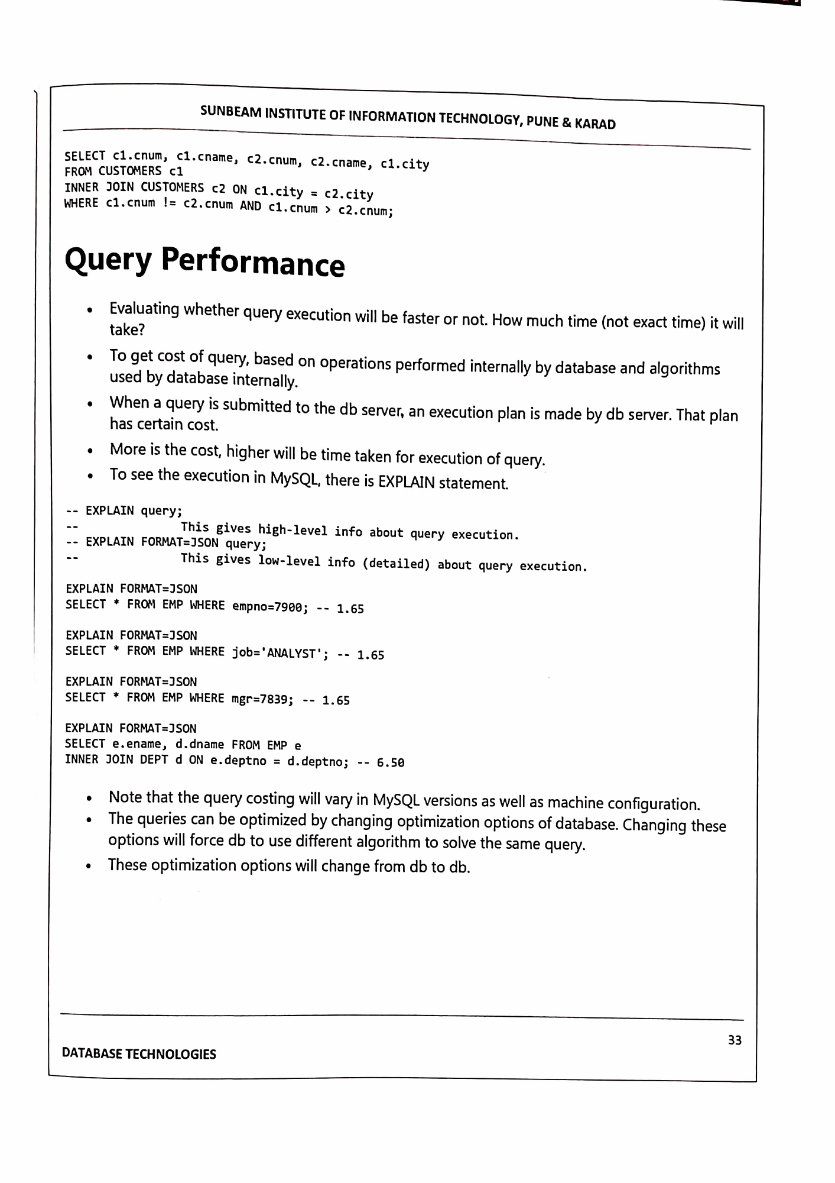 SUNBEAM INSTITUTE OF INFORMATION TECHNOLOGY, PUNE & KARAD
SELECT c1.cnum, c1.cname, c2.cnum, c2.cname, c1.city
FROM CUSTOMERS c1
INNER JOIN CUSTOMERS c2 ON c1.city = c2.city
WHERE c1.cnum != c2.cnum AND c1.cnum > c2.cnum;
Query Performance
• Evaluating whether query execution will be faster or not. How much time (not exact time) it will
take?
• To get cost of query, based on operations performed internally by database and algorithms
used by database internally.
• When a query is submitted to the db server, an execution plan is made by db server. That plan
has certain cost.
• More is the cost, higher will be time taken for execution of query.
• To see the execution in MySQL, there is EXPLAIN statement.
-- EXPLAIN query;
-- This gives high-level info about query execution.
-- EXPLAIN FORMAT=JSON query;
-- This gives low-level info (detailed) about query execution.
EXPLAIN FORMAT=JSON
SELECT * FROM EMP WHERE empno=7900; -- 1.65
EXPLAIN FORMAT=JSON
SELECT * FROM EMP WHERE job='ANALYST'; -- 1.65
EXPLAIN FORMAT=JSON
SELECT * FROM EMP WHERE mgr=7839; -- 1.65
EXPLAIN FORMAT=JSON
SELECT e.ename, d.dname FROM EMP e
INNER JOIN DEPT d ON e.deptno = d.deptno; -- 6.50
• Note that the query costing will vary in MySQL versions as well as machine configuration.
• The queries can be optimized by changing optimization options of database. Changing these
options will force db to use different algorithm to solve the same query.
• These optimization options will change from db to db.
33
DATABASE TECHNOLOGIES